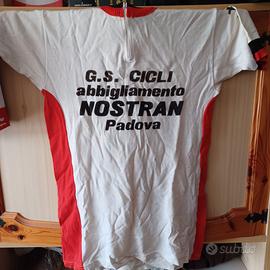 G.S. CICLI
abbigliamento
NOSTRAN
Padova
subito